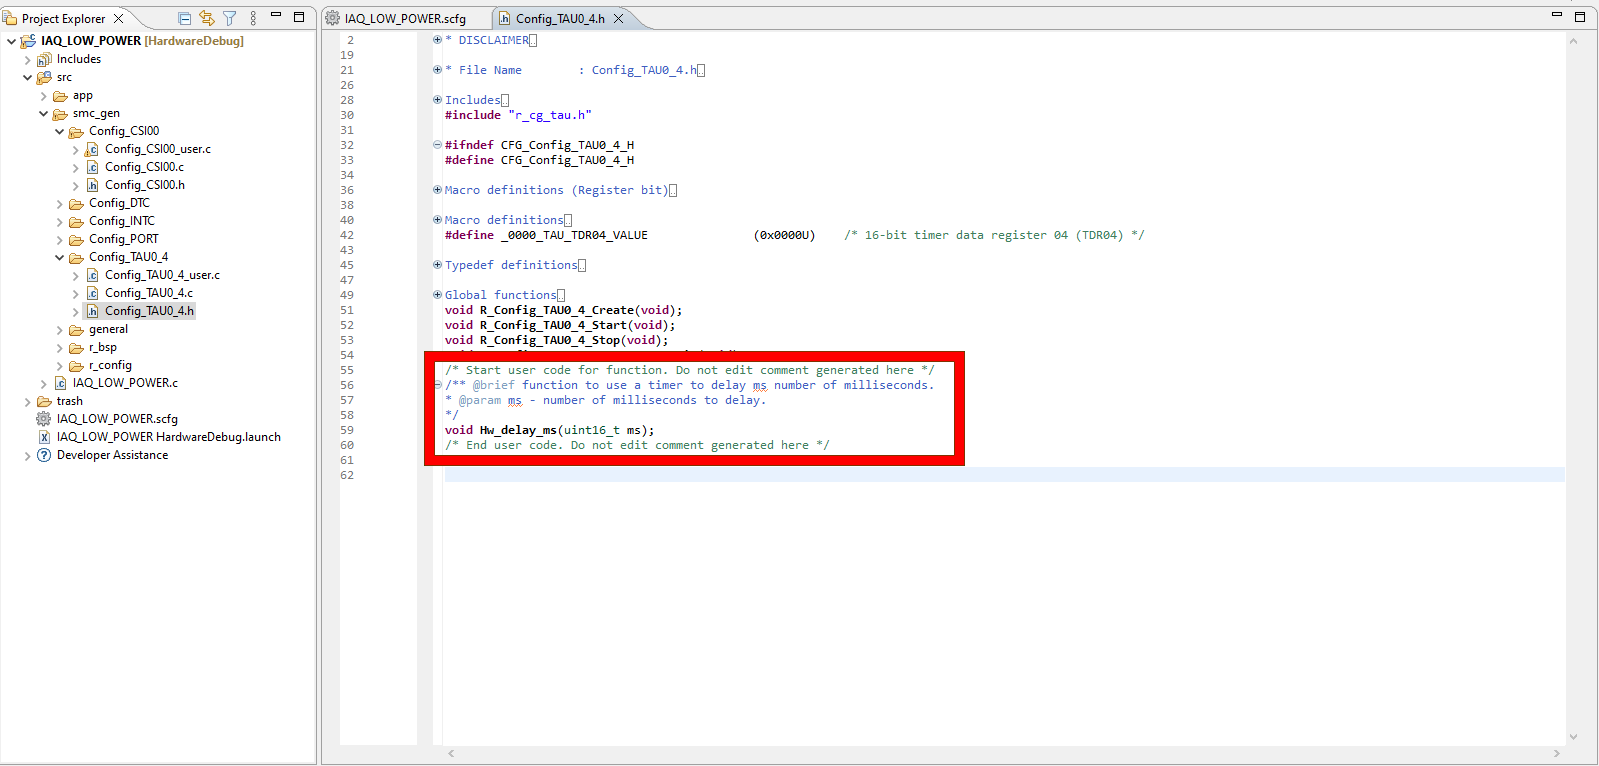 Project Explorer
IAQ_LOW_POWER [HardwareDebug]
Includes
src
app
smc_gen
Config_CSI00
Config_CSI00_user.c
Config_CSI00.c
Config_CSI00.h
Config_DTC
Config_INTC
Config_PORT
Config_TAU0_4
Config_TAU0_4_user.c
Config_TAU0_4.c
Config_TAU0_4.h
general
r_bsp
r_config
IAQ_LOW_POWER.c
trash
IAQ_LOW_POWER.scfg
IAQ_LOW_POWER HardwareDebug.launch
Developer Assistance
IAQ_LOW_POWER.scfg
Config_TAU0_4.h
2 * DISCLAIMER
19
21 * File Name : Config_TAU0_4.h
26
28 Includes
30 #include "r_cg_tau.h"
31
32 #ifndef CFG_Config_TAU0_4_H
33 #define CFG_Config_TAU0_4_H
34
36 Macro definitions (Register bit)
38
40 Macro definitions
42 #define _0000_TAU_TDR04_VALUE (0x0000U) /* 16-bit timer data register 04 (TDR04) */
43
45 Typedef definitions
47
49 Global functions
51 void R_Config_TAU0_4_Create(void);
52 void R_Config_TAU0_4_Start(void);
53 void R_Config_TAU0_4_Stop(void);
54
55 /* Start user code for function. Do not edit comment generated here */
56 /** @brief function to use a timer to delay ms number of milliseconds.
57 * @param ms - number of milliseconds to delay.
58 */
59 void Hw_delay_ms(uint16_t ms);
60 /* End user code. Do not edit comment generated here */
61
62